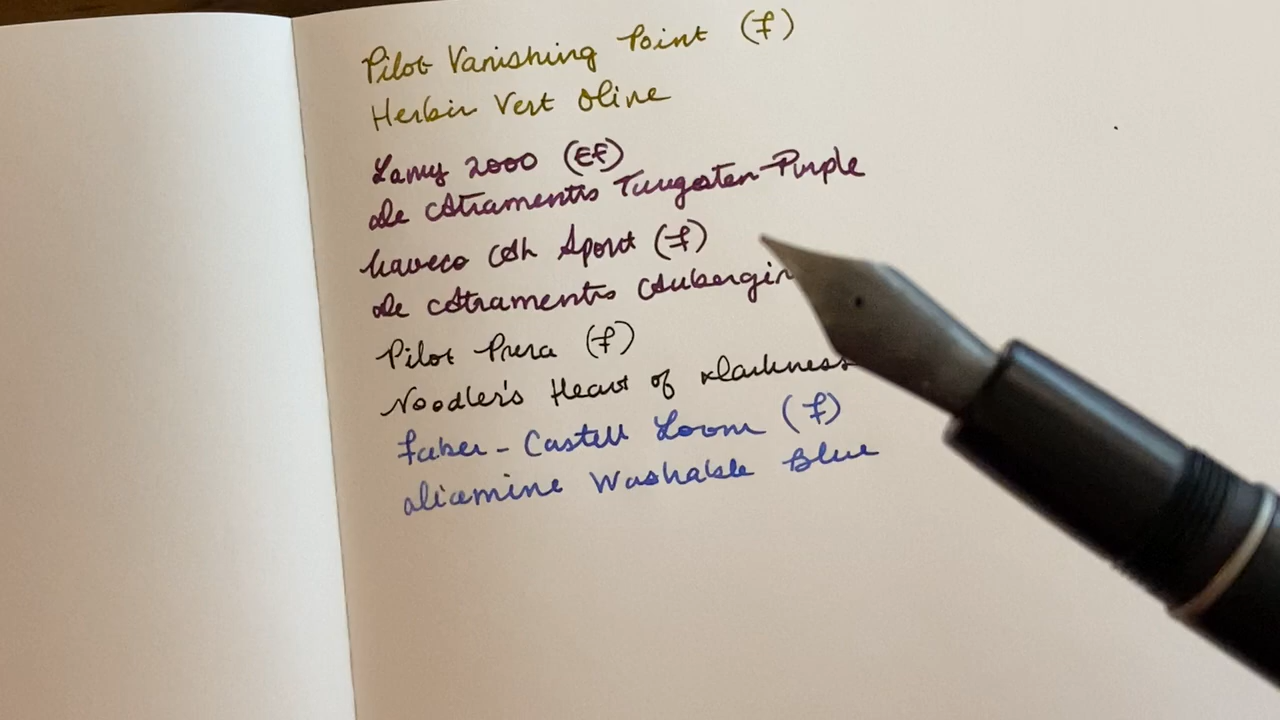 Pilot Vanishing Point (F)
Herbin Vert Olive
Lamy 2000 (EF)
De Atramentis Tungsten-Purple
Kaweco Al Sport (F)
De Atramentis
Pilot Prera (F)
Noodler's Heart of Darkness
Faber-Castell Loom (F)
Diamine Washable Blue